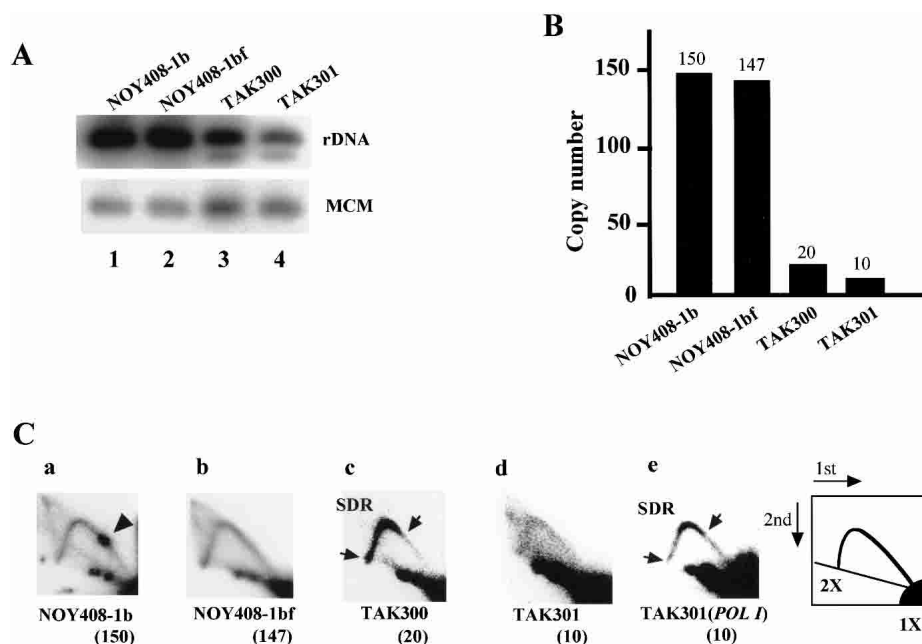 A
NOY408-1b
NOY408-1bf
TAK300
TAK301
rDNA
MCM
1 2 3 4
B
Copy number
150
100
50
0
150
147
20
10
NOY408-1b
NOY408-1bf
TAK300
TAK301
C
a b c d e
SDR
SDR
1st
2nd
2X
1X
NOY408-1b
(150)
NOY408-1bf
(147)
TAK300
(20)
TAK301
(10)
TAK301(POL I)
(10)